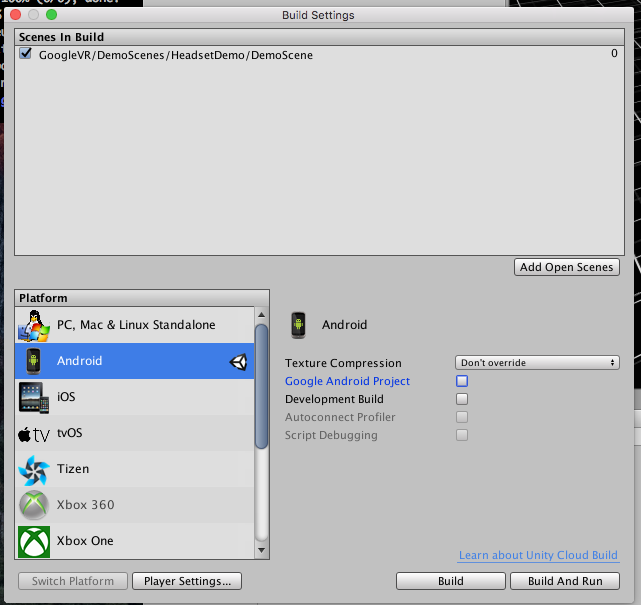 Build Settings
Scenes In Build
GoogleVR/DemoScenes/HeadsetDemo/DemoScene 0
Add Open Scenes
Platform
PC, Mac & Linux Standalone
Android
iOS
tv tvOS
Tizen
Xbox 360
Xbox One
Android
Texture Compression Don't override
Google Android Project
Development Build
Autoconnect Profiler
Script Debugging
Learn about Unity Cloud Build
Switch Platform Player Settings... Build Build And Run